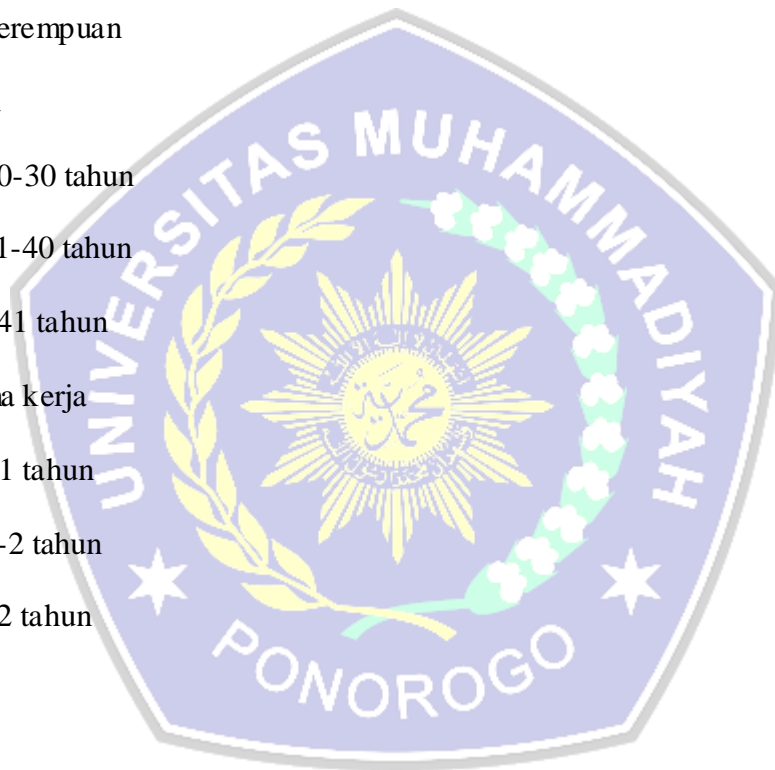 erempuan
0-30 tahun
1-40 tahun
41 tahun
a kerja
1 tahun
-2 tahun
2 tahun
UNIVERSITAS MUHAMMADIYAH
PONOROGO
محمدية